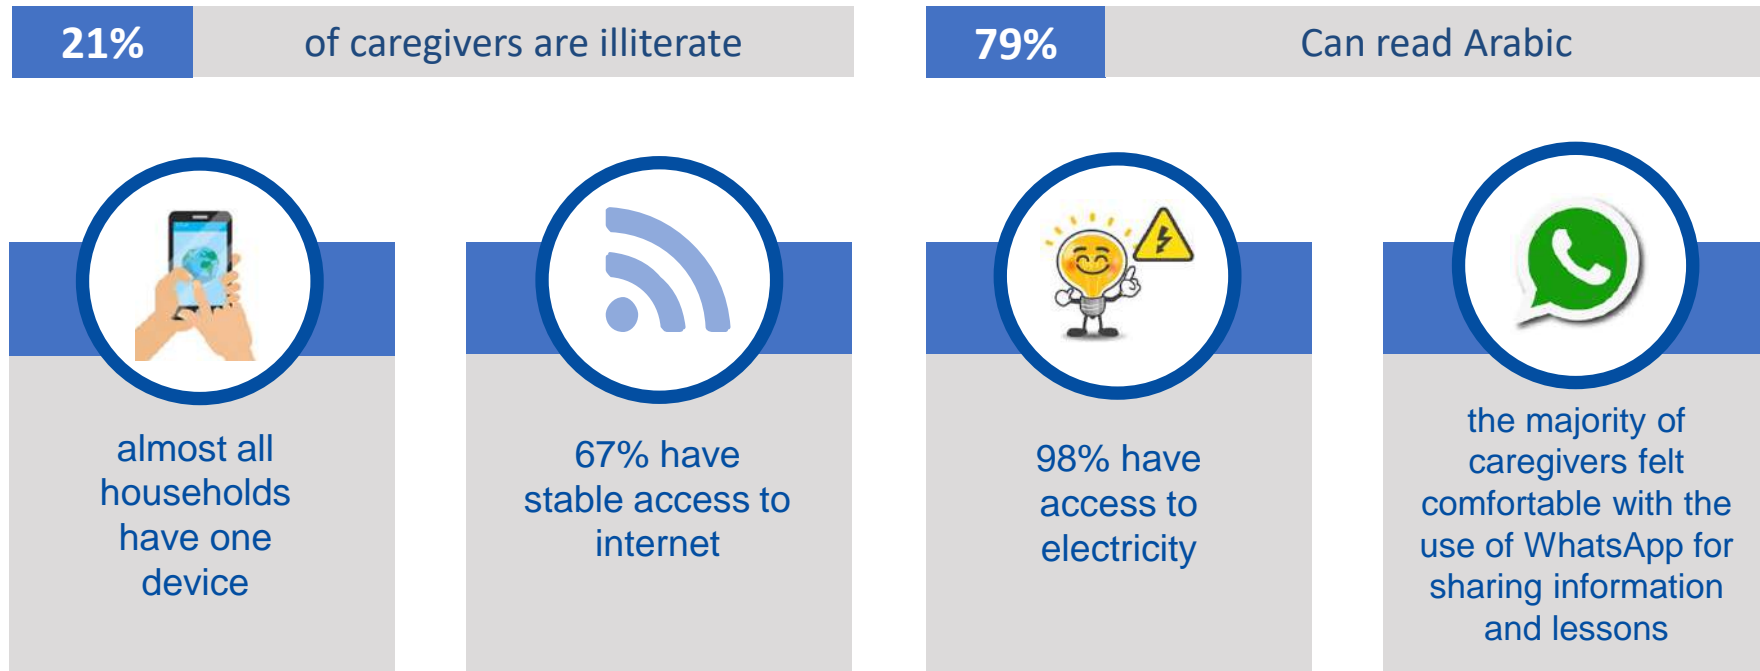 21%
of caregivers are illiterate
79%
Can read Arabic
almost all
households
have one
device
67% have
stable access to
internet
98% have
access to
electricity
the majority of
caregivers felt
comfortable with the
use of WhatsApp for
sharing information
and lessons